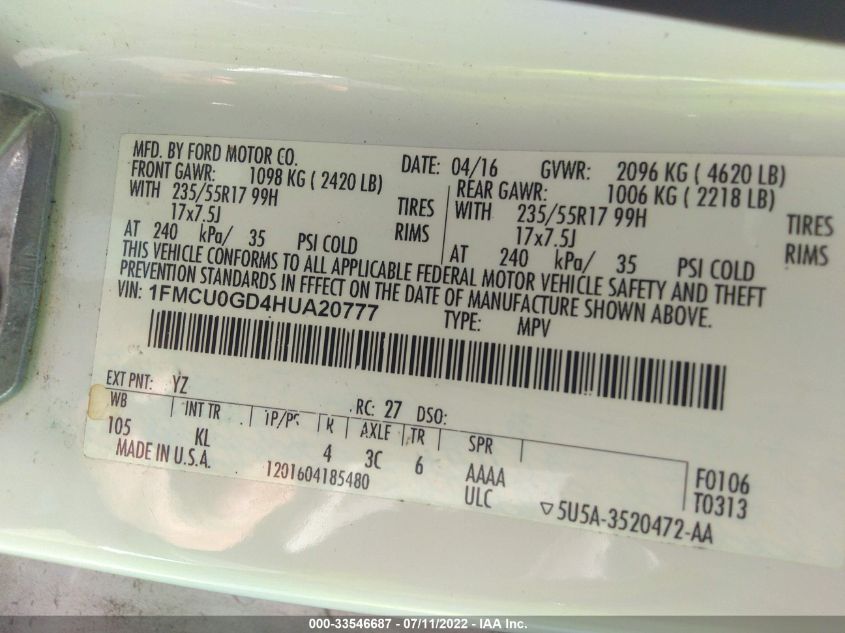 MFD. BY FORD MOTOR CO. DATE: 04/16 GVWR: 2096 KG ( 4620 LB)
FRONT GAWR: 1098 KG ( 2420 LB) REAR GAWR: 1006 KG ( 2218 LB)
WITH 235/55R17 99H TIRES WITH 235/55R17 99H TIRES
17x7.5J RIMS 17x7.5J RIMS
AT 240 kPa/ 35 PSI COLD AT 240 kPa/ 35 PSI COLD
THIS VEHICLE CONFORMS TO ALL APPLICABLE FEDERAL MOTOR VEHICLE SAFETY AND THEFT
PREVENTION STANDARDS IN EFFECT ON THE DATE OF MANUFACTURE SHOWN ABOVE.
VIN: 1FMCU0GD4HUA20777 TYPE: MPV
EXT PNT: YZ RC: 27 DSO:
WB INT TR TP/PS R AXLE TR SPR
105 KL 4 3C 6 AAAA F0106
MADE IN U.S.A. 1201604185480 ULC T0313
▽5U5A-3520472-AA
000-33546687 - 07/11/2022 - IAA Inc.